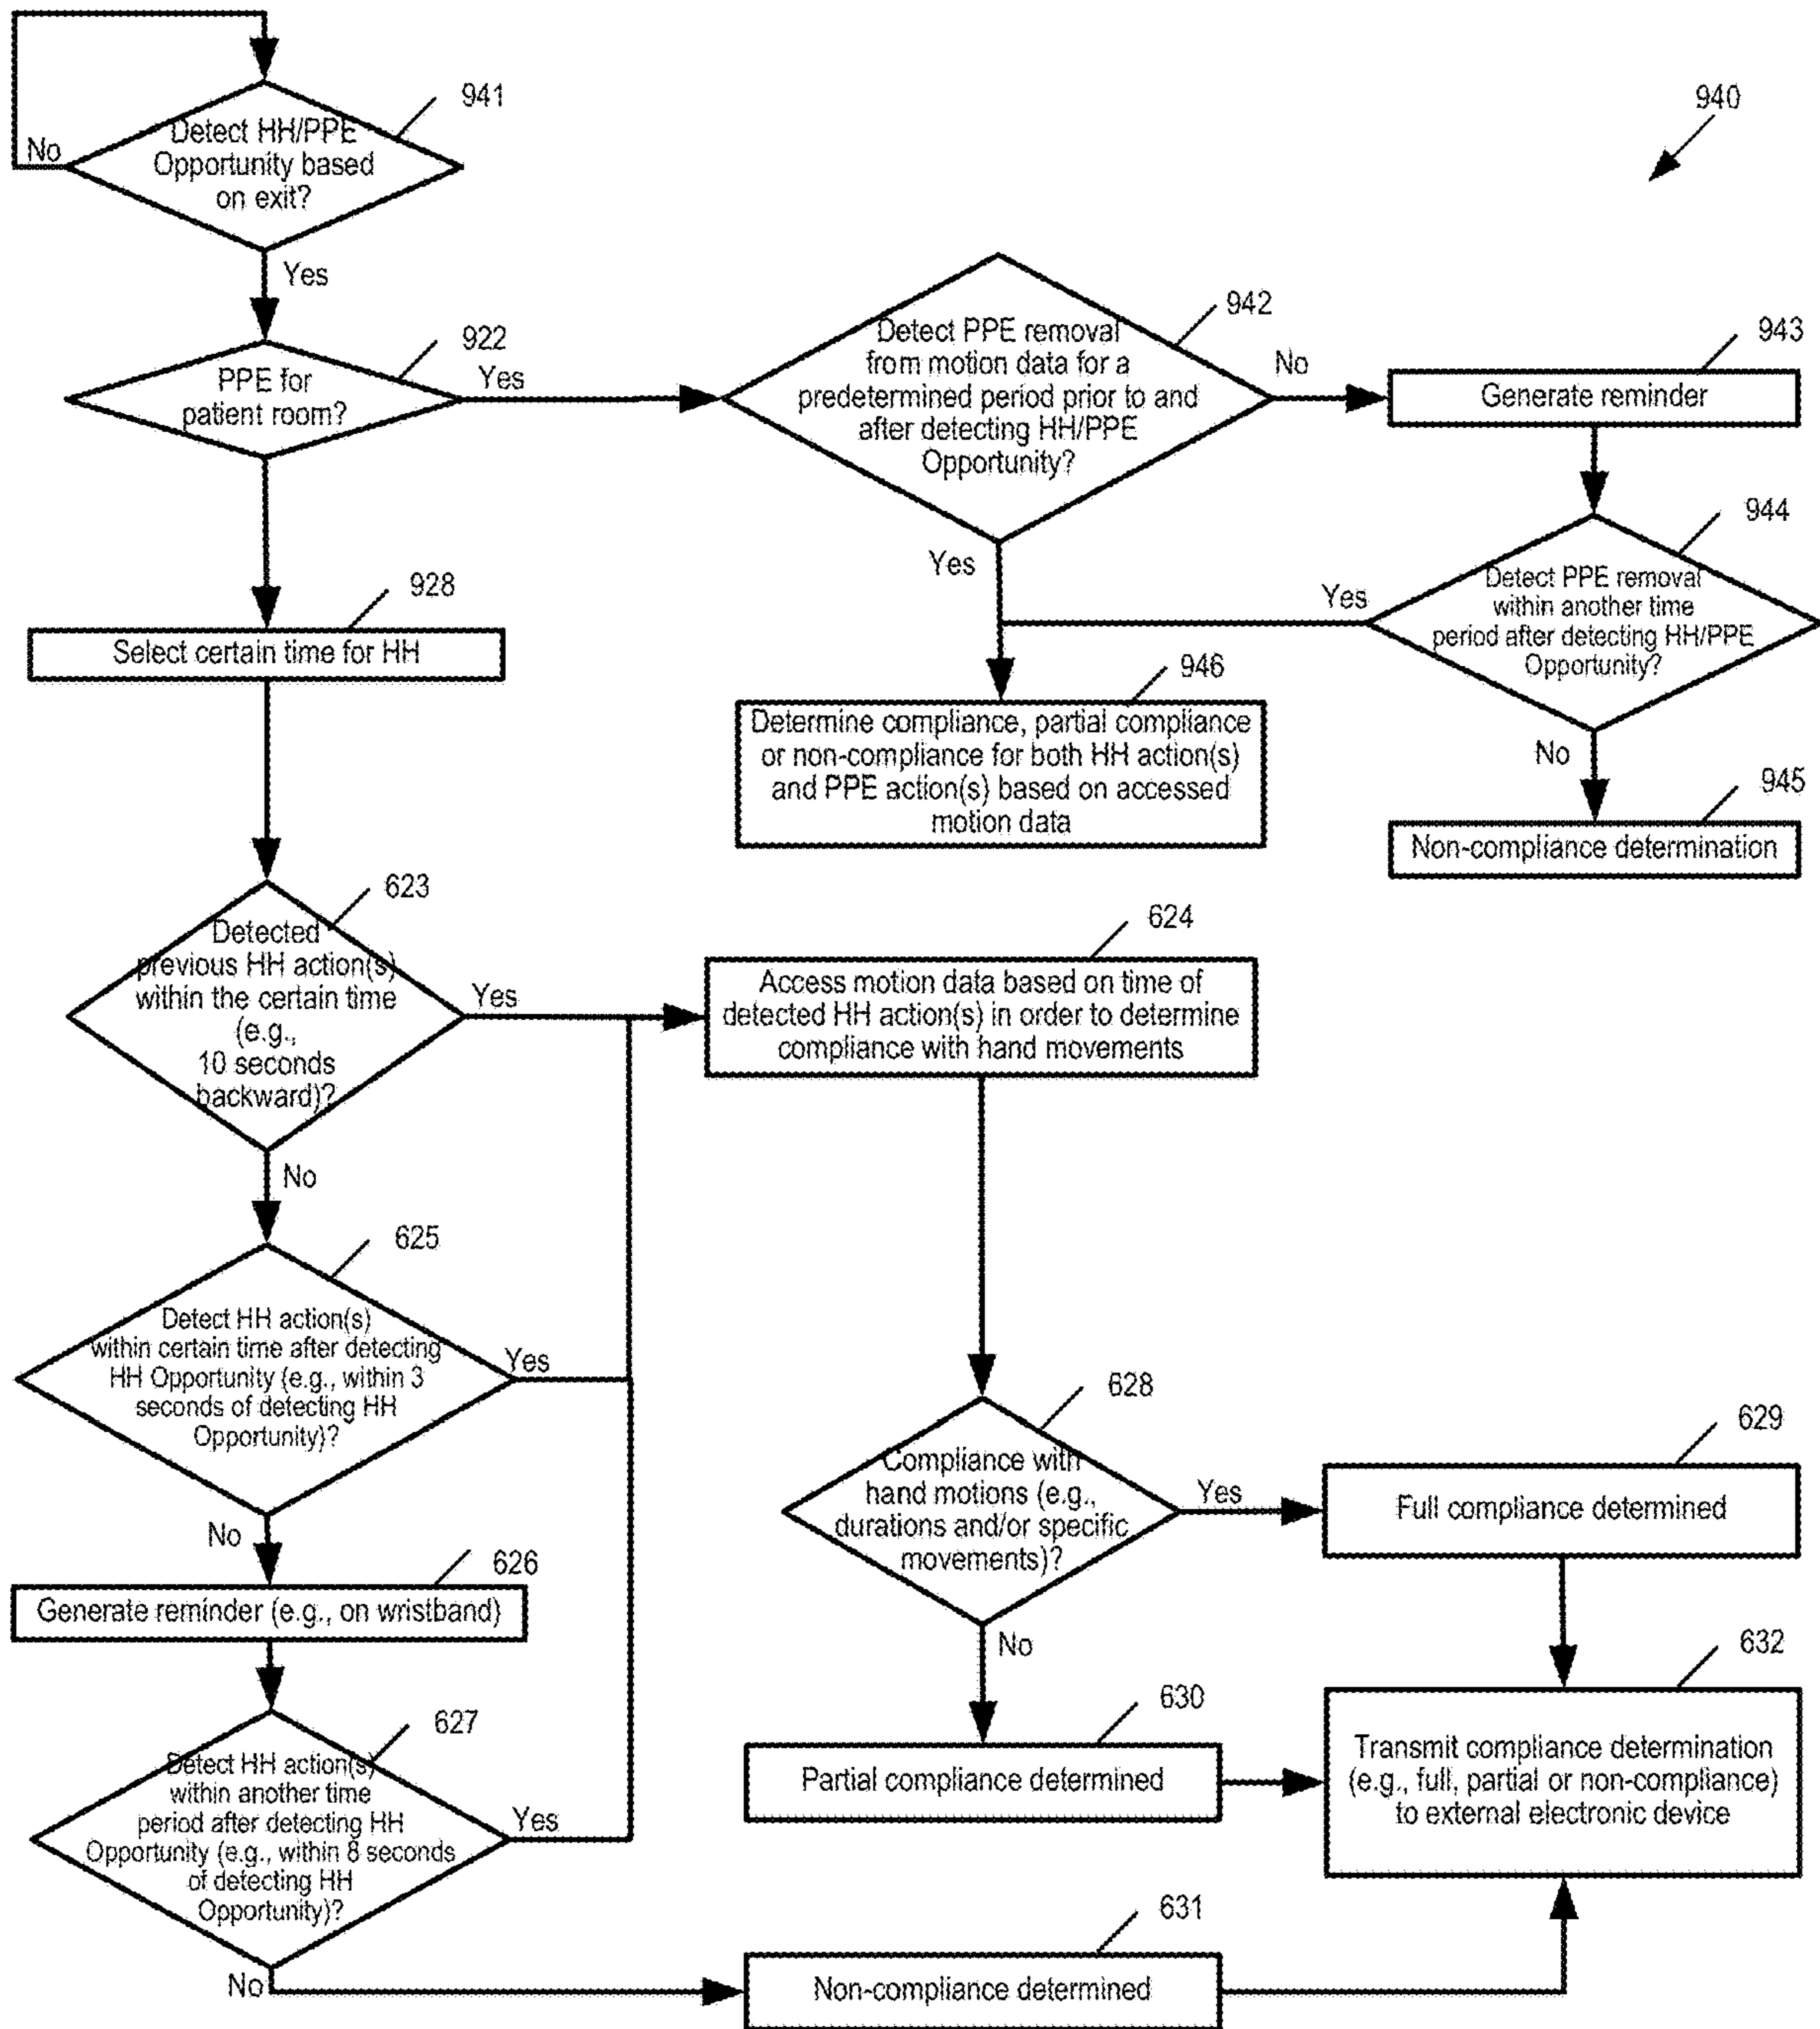 941
940
Detect HH/PPE
Opportunity based
on exit?
No
Yes
922
PPE for
patient room?
Yes
942
Detect PPE removal
from motion data for a
predetermined period prior to and
after detecting HH/PPE
Opportunity?
No
943
Generate reminder
Yes
944
Detect PPE removal
within another time
period after detecting HH/PPE
Opportunity?
Yes
No
945
Non-compliance determination
946
Determine compliance, partial compliance
or non-compliance for both HH action(s)
and PPE action(s) based on accessed
motion data
928
Select certain time for HH
623
Detected
previous HH action(s)
within the certain time
(e.g.,
10 seconds
backward)?
Yes
No
624
Access motion data based on time of
detected HH action(s) in order to determine
compliance with hand movements
625
Detect HH action(s)
within certain time after detecting
HH Opportunity (e.g., within 3
seconds of detecting HH
Opportunity)?
Yes
No
628
Compliance with
hand motions (e.g.,
durations and/or specific
movements)?
Yes
No
629
Full compliance determined
626
Generate reminder (e.g., on wristband)
627
Detect HH action(s)
within another time
period after detecting HH
Opportunity (e.g., within 8 seconds
of detecting HH
Opportunity)?
Yes
No
630
Partial compliance determined
632
Transmit compliance determination
(e.g., full, partial or non-compliance)
to external electronic device
631
Non-compliance determined